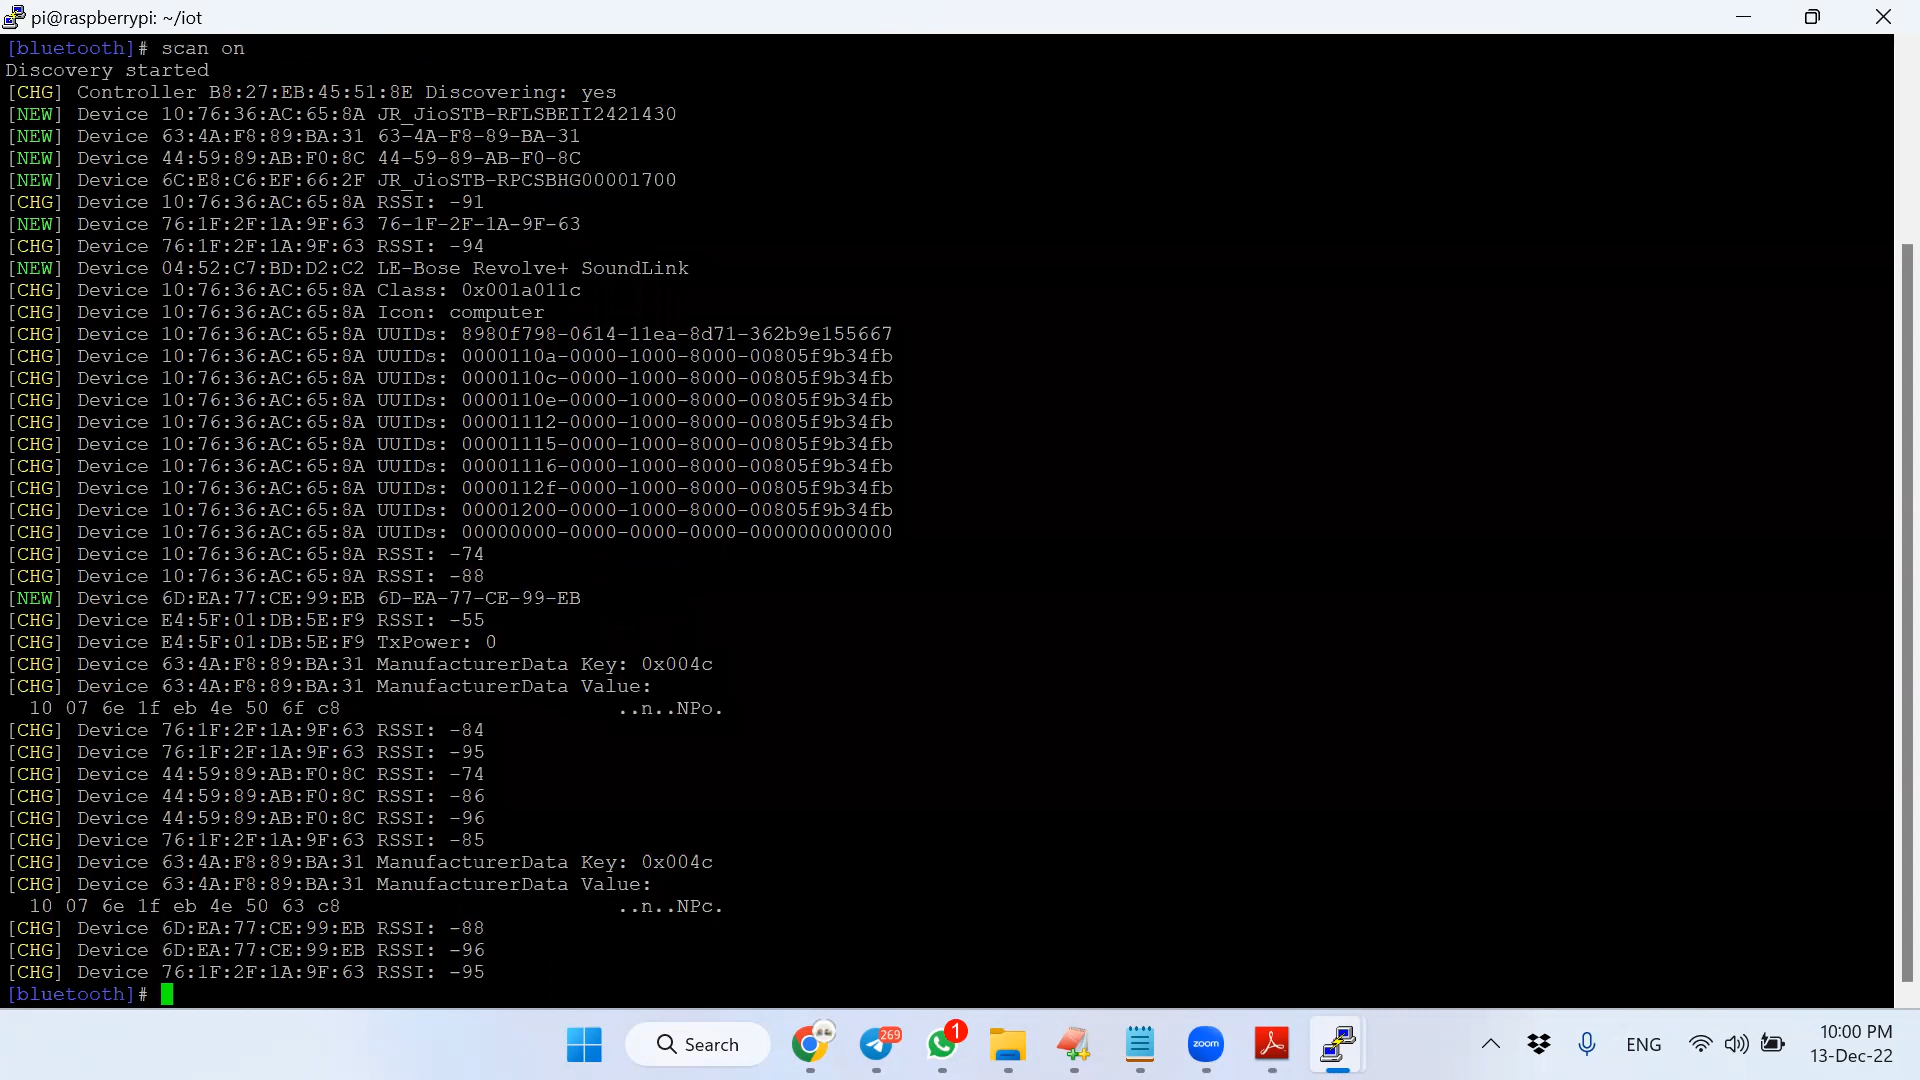 pi@raspberrypi: ~/iot
[bluetooth]# scan on
Discovery started
[CHG] Controller B8:27:EB:45:51:8E Discovering: yes
[NEW] Device 10:76:36:AC:65:8A JR_JioSTB-RFLSBEII2421430
[NEW] Device 63:4A:F8:89:BA:31 63-4A-F8-89-BA-31
[NEW] Device 44:59:89:AB:F0:8C 44-59-89-AB-F0-8C
[NEW] Device 6C:E8:C6:EF:66:2F JR_JioSTB-RPCSBHG00001700
[CHG] Device 10:76:36:AC:65:8A RSSI: -91
[NEW] Device 76:1F:2F:1A:9F:63 76-1F-2F-1A-9F-63
[CHG] Device 76:1F:2F:1A:9F:63 RSSI: -94
[NEW] Device 04:52:C7:BD:D2:C2 LE-Bose Revolve+ SoundLink
[CHG] Device 10:76:36:AC:65:8A Class: 0x001a011c
[CHG] Device 10:76:36:AC:65:8A Icon: computer
[CHG] Device 10:76:36:AC:65:8A UUIDs: 8980f798-0614-11ea-8d71-362b9e155667
[CHG] Device 10:76:36:AC:65:8A UUIDs: 0000110a-0000-1000-8000-00805f9b34fb
[CHG] Device 10:76:36:AC:65:8A UUIDs: 0000110c-0000-1000-8000-00805f9b34fb
[CHG] Device 10:76:36:AC:65:8A UUIDs: 0000110e-0000-1000-8000-00805f9b34fb
[CHG] Device 10:76:36:AC:65:8A UUIDs: 00001112-0000-1000-8000-00805f9b34fb
[CHG] Device 10:76:36:AC:65:8A UUIDs: 00001115-0000-1000-8000-00805f9b34fb
[CHG] Device 10:76:36:AC:65:8A UUIDs: 00001116-0000-1000-8000-00805f9b34fb
[CHG] Device 10:76:36:AC:65:8A UUIDs: 0000112f-0000-1000-8000-00805f9b34fb
[CHG] Device 10:76:36:AC:65:8A UUIDs: 00001200-0000-1000-8000-00805f9b34fb
[CHG] Device 10:76:36:AC:65:8A UUIDs: 00000000-0000-0000-0000-000000000000
[CHG] Device 10:76:36:AC:65:8A RSSI: -74
[CHG] Device 10:76:36:AC:65:8A RSSI: -88
[NEW] Device 6D:EA:77:CE:99:EB 6D-EA-77-CE-99-EB
[CHG] Device E4:5F:01:DB:5E:F9 RSSI: -55
[CHG] Device E4:5F:01:DB:5E:F9 TxPower: 0
[CHG] Device 63:4A:F8:89:BA:31 ManufacturerData Key: 0x004c
[CHG] Device 63:4A:F8:89:BA:31 ManufacturerData Value:
10 07 6e 1f eb 4e 50 6f c8 ..n..NPo.
[CHG] Device 76:1F:2F:1A:9F:63 RSSI: -84
[CHG] Device 76:1F:2F:1A:9F:63 RSSI: -95
[CHG] Device 44:59:89:AB:F0:8C RSSI: -74
[CHG] Device 44:59:89:AB:F0:8C RSSI: -86
[CHG] Device 44:59:89:AB:F0:8C RSSI: -96
[CHG] Device 76:1F:2F:1A:9F:63 RSSI: -85
[CHG] Device 63:4A:F8:89:BA:31 ManufacturerData Key: 0x004c
[CHG] Device 63:4A:F8:89:BA:31 ManufacturerData Value:
10 07 6e 1f eb 4e 50 63 c8 ..n..NPc.
[CHG] Device 6D:EA:77:CE:99:EB RSSI: -88
[CHG] Device 6D:EA:77:CE:99:EB RSSI: -96
[CHG] Device 76:1F:2F:1A:9F:63 RSSI: -95
[bluetooth]#
Search
269
1
zoom
ENG
10:00 PM
13-Dec-22